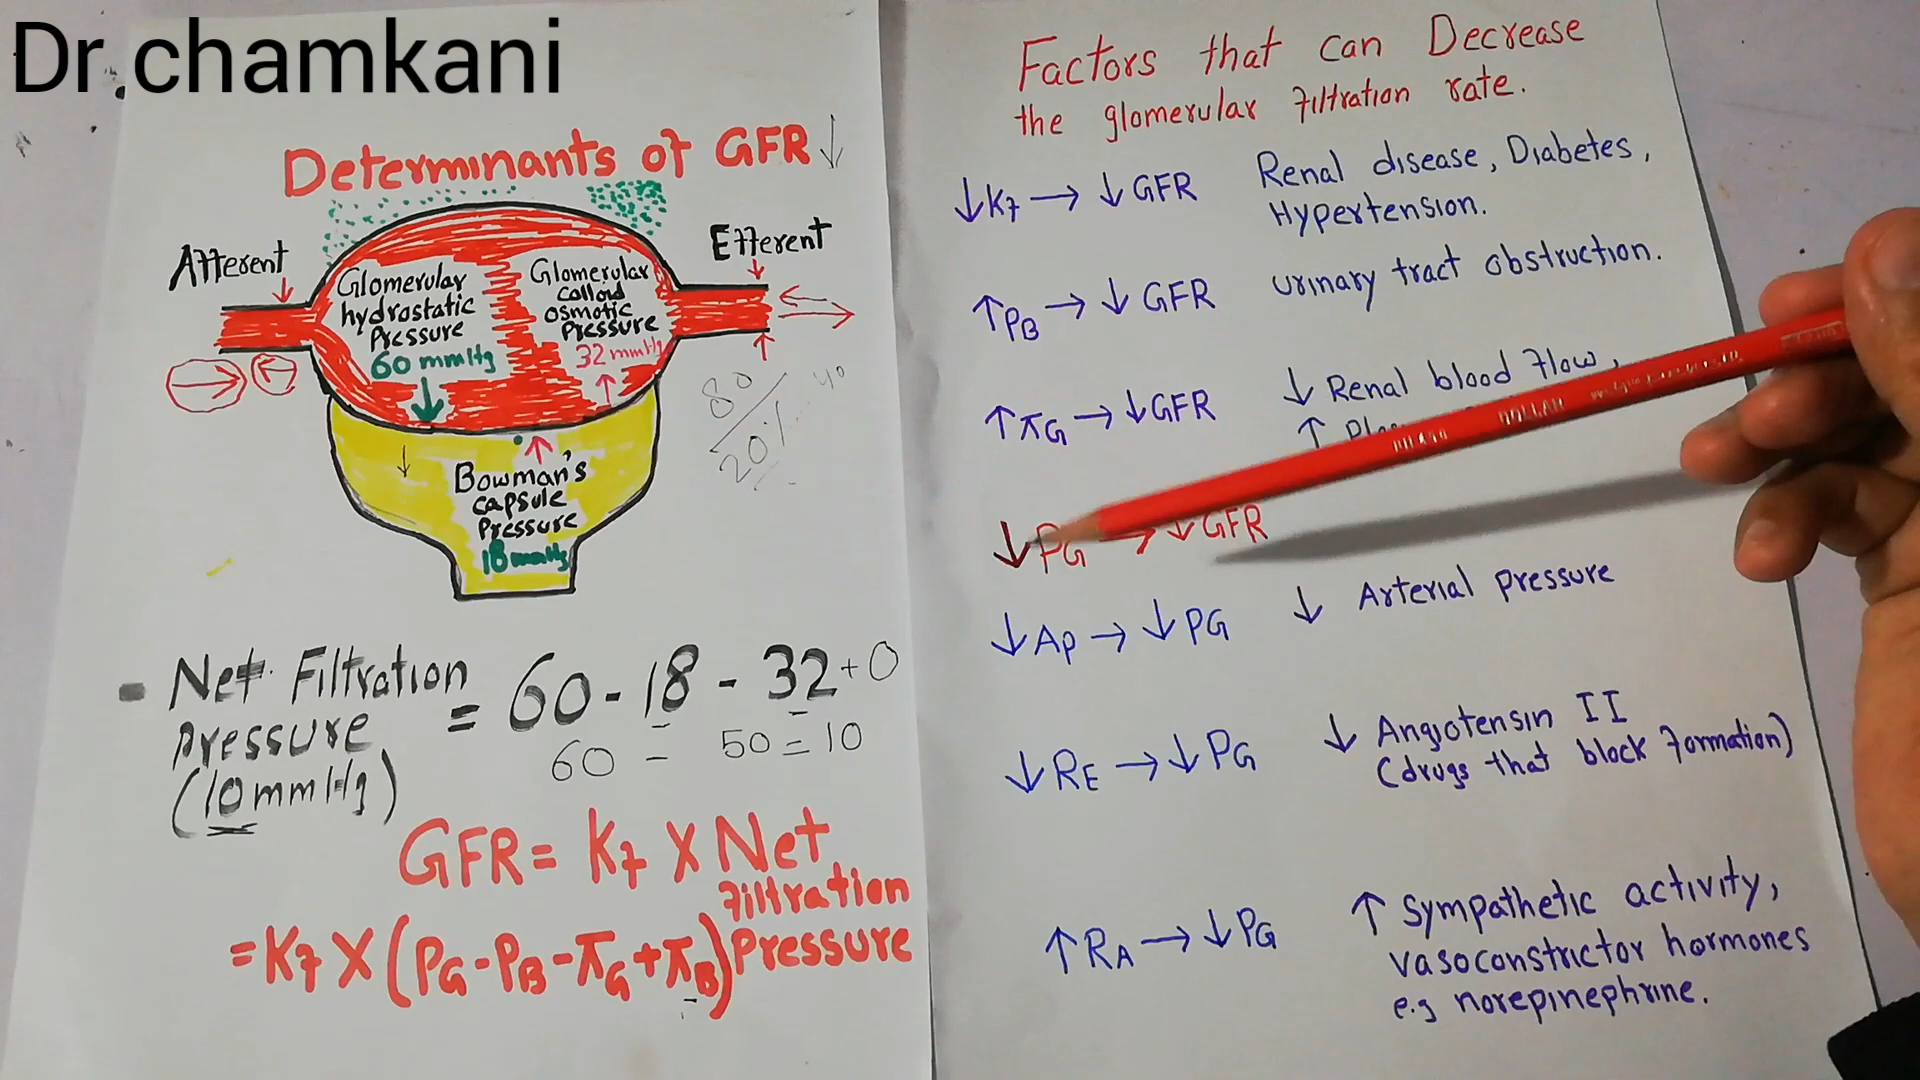 Dr.chamkani
Determinants of GFR ↓
Afferent
Efferent
Glomerular
hydrostatic
Pressure
60 mmHg
Glomerular
colloid
osmotic
Pressure
32 mmHg
80
20%
40
Bowman's
capsule
Pressure
18 mmHg
- Net Filtration
pressure
(10mmHg)
= 60 - 18 - 32 + 0
60 - 50 = 10
GFR = Kf X Net
filtration
Pressure
= Kf X (PG - PB - πG + πB)
Factors that can Decrease
the glomerular filtration rate.
↓ Kf → ↓ GFR Renal disease, Diabetes,
Hypertension.
↑ PB → ↓ GFR urinary tract obstruction.
↑ πG → ↓ GFR ↓ Renal blood flow,
↑
↓ PG → ↓ GFR
↓ AP → ↓ PG ↓ Arterial pressure
↓ RE → ↓ PG ↓ Angiotensin II
(drugs that block formation)
↑ RA → ↓ PG ↑ Sympathetic activity,
vasoconstrictor hormones
e.g norepinephrine.
DOLLAR